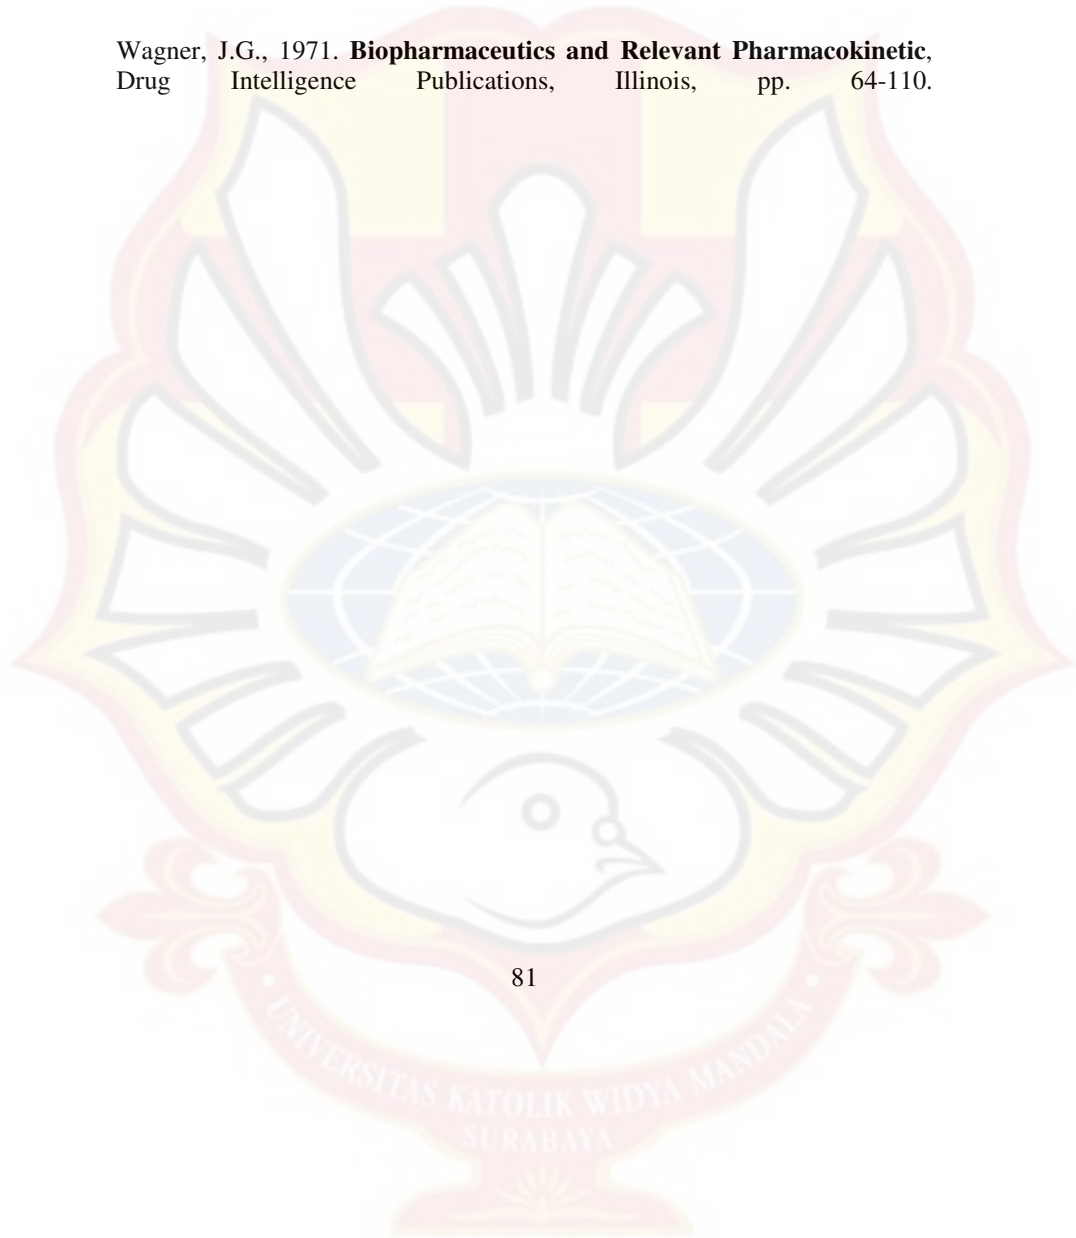 Wagner, J.G., 1971. Biopharmaceutics and Relevant Pharmacokinetic,
Drug Intelligence Publications, Illinois, pp. 64-110.
81
UNIVERSITAS KATOLIK WIDYA MANDALA
SURABAYA